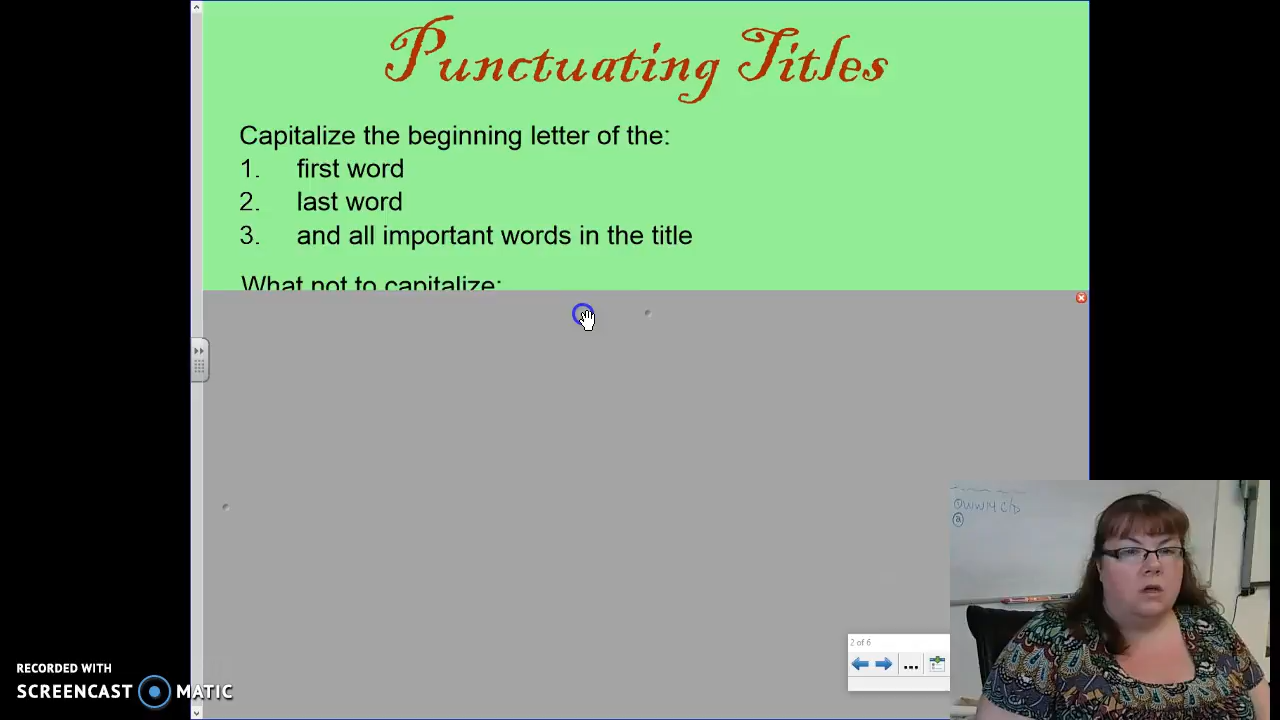 Punctuating Titles
Capitalize the beginning letter of the:
1. first word
2. last word
3. and all important words in the title
What not to capitalize:
2 of 6
RECORDED WITH
SCREENCAST MATIC